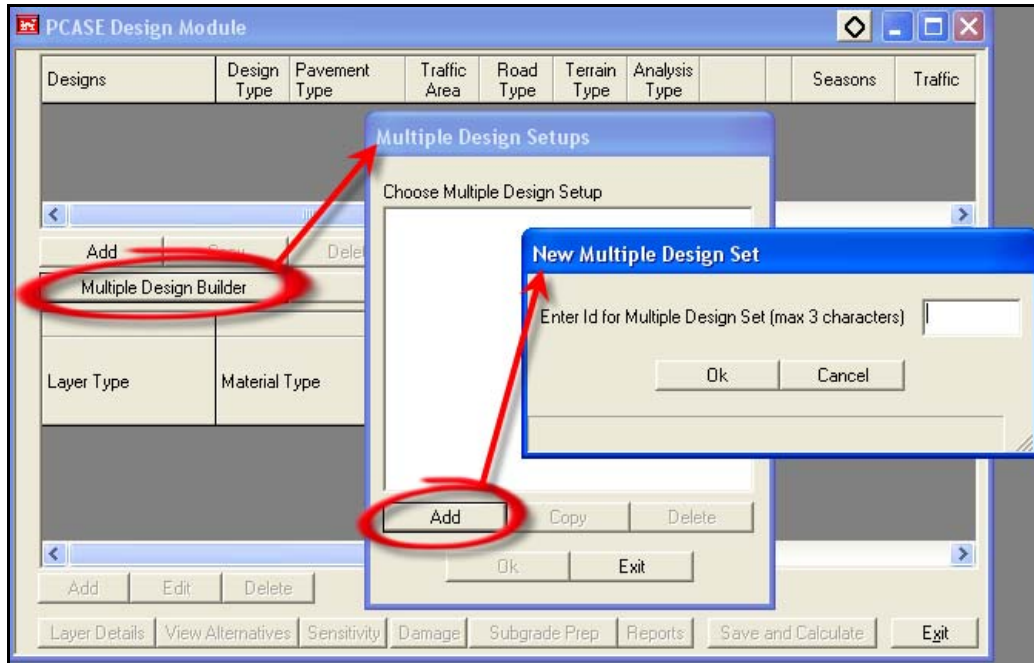 PCASE Design Module
Designs
Design Type
Pavement Type
Traffic Area
Road Type
Terrain Type
Analysis Type
Seasons
Traffic
Multiple Design Setups
Choose Multiple Design Setup
Add
Copy
Delet
Multiple Design Builder
New Multiple Design Set
Enter Id for Multiple Design Set (max 3 characters)
Ok
Cancel
Layer Type
Material Type
Add
Copy
Delete
Ok
Exit
Add
Edit
Delete
Layer Details
View Alternatives
Sensitivity
Damage
Subgrade Prep
Reports
Save and Calculate
Exit